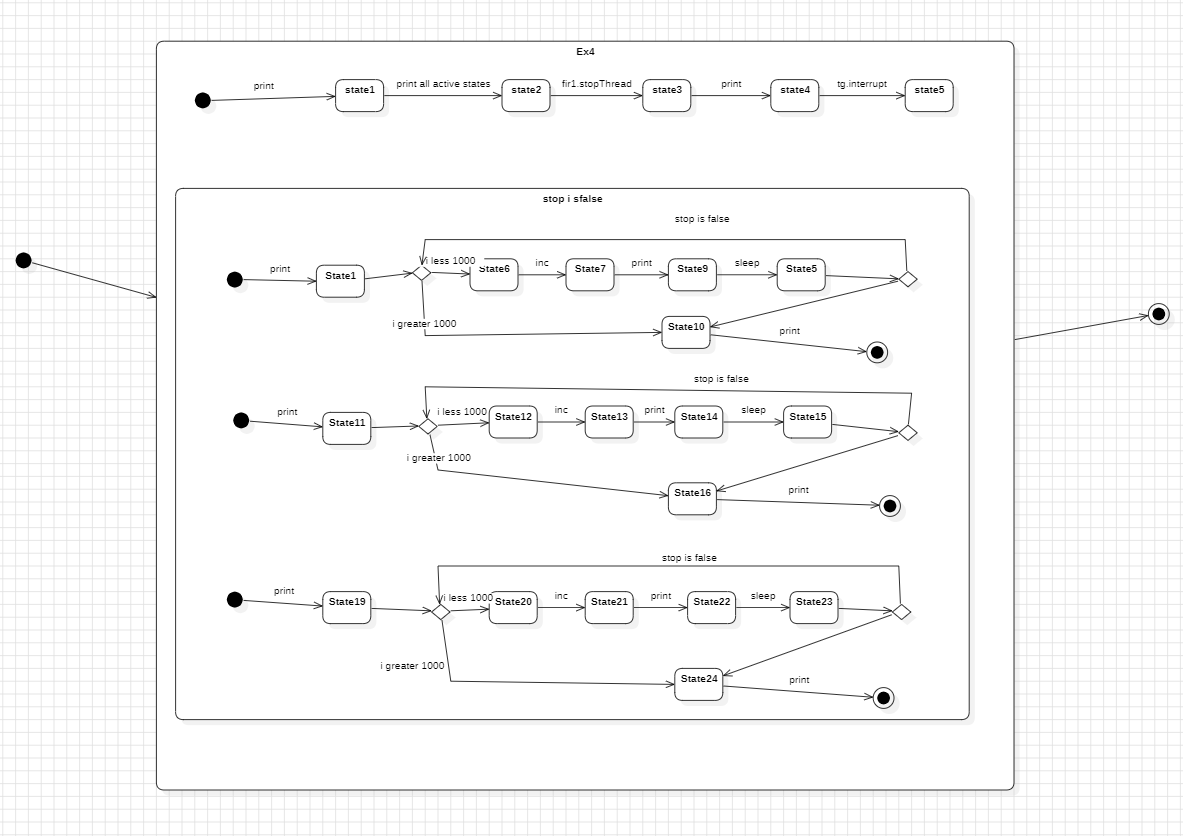 Ex4
print
state1
print all active states
state2
fir1.stopThread
state3
print
state4
tg.interrupt
state5
stop i sfalse
stop is false
print
State1
i less 1000
State6
inc
State7
print
State9
sleep
State5
i greater 1000
State10
print
stop is false
print
State11
i less 1000
State12
inc
State13
print
State14
sleep
State15
i greater 1000
State16
print
stop is false
print
State19
i less 1000
State20
inc
State21
print
State22
sleep
State23
i greater 1000
State24
print